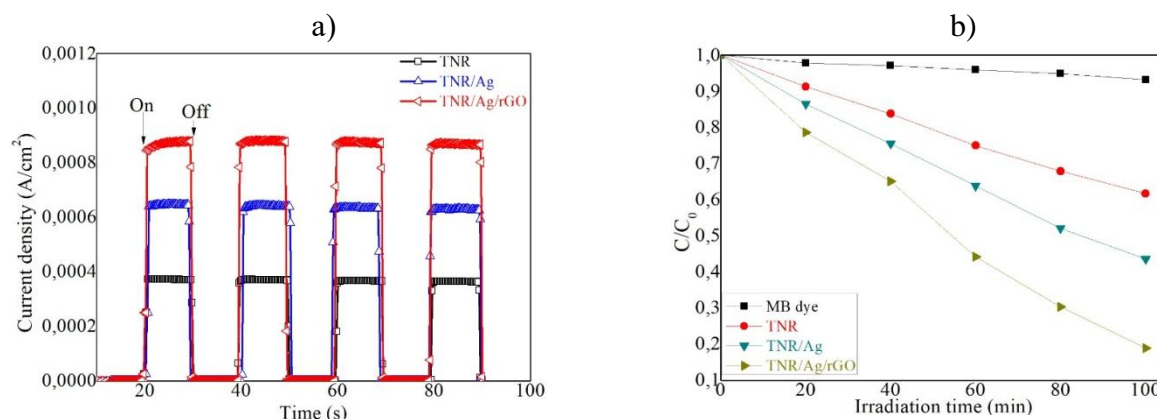 a)
0,0012
0,0010
0,0008
0,0006
0,0004
0,0002
0,0000
Current density (A/cm²)
On
Off
TNR
TNR/Ag
TNR/Ag/rGO
20
40
60
80
100
Time (s)
b)
1,0
0,9
0,8
0,7
0,6
0,5
0,4
0,3
0,2
0,1
C/C₀
MB dye
TNR
TNR/Ag
TNR/Ag/rGO
0
20
40
60
80
100
Irradiation time (min)